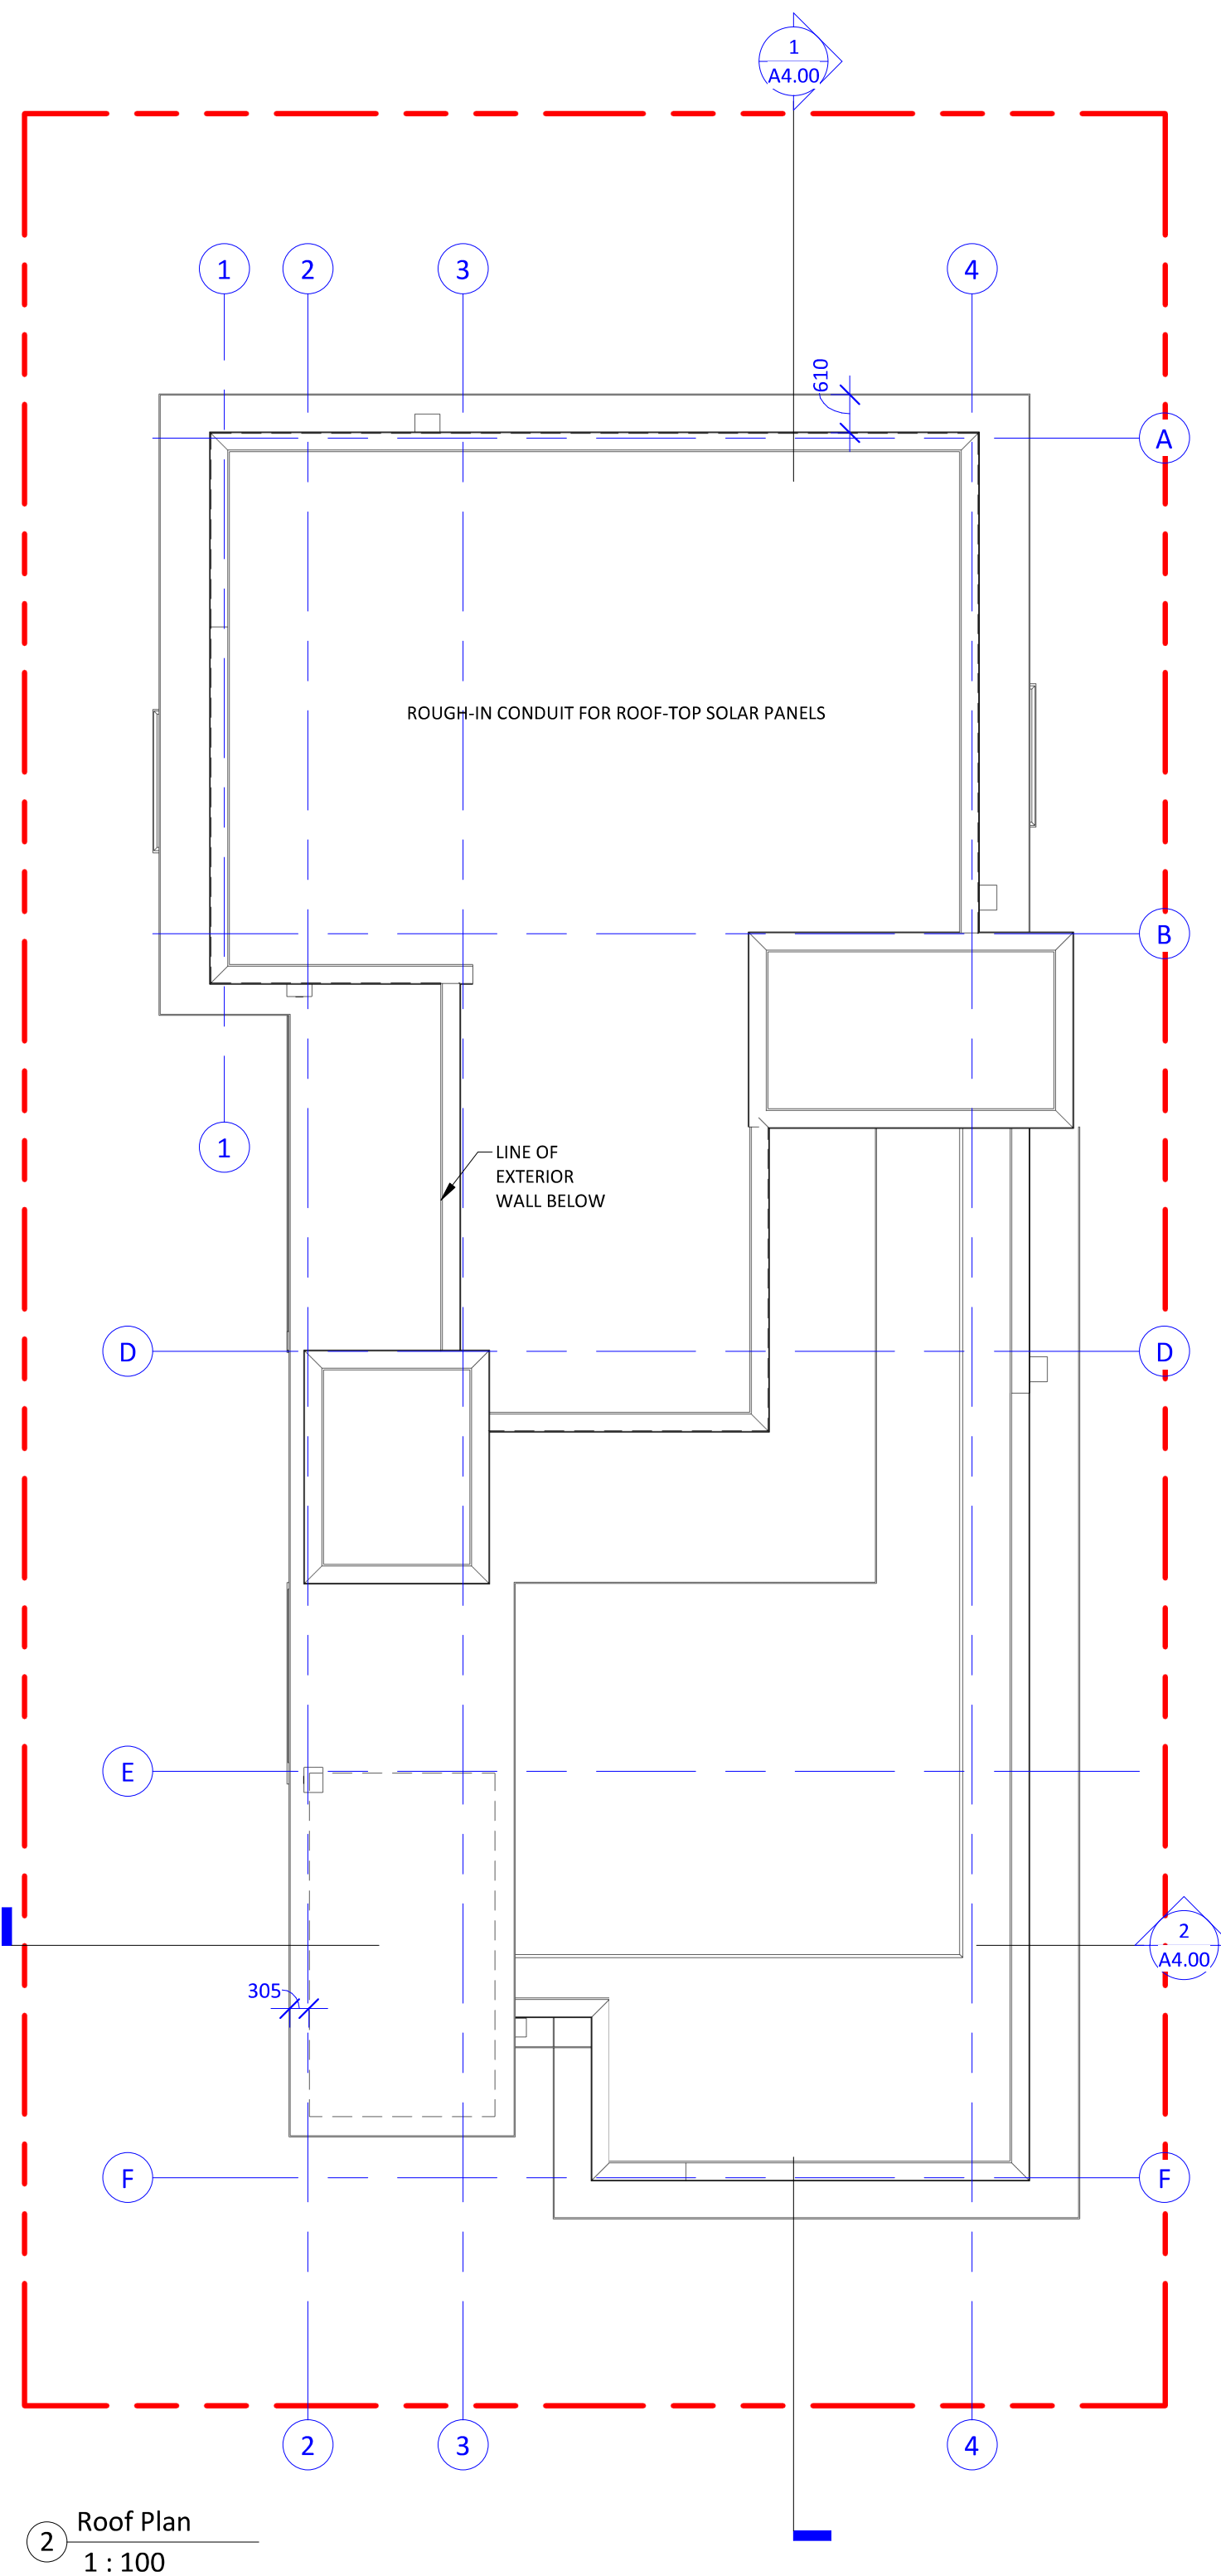 1
A4.00
1
2
3
4
610
A
ROUGH-IN CONDUIT FOR ROOF-TOP SOLAR PANELS
B
1
LINE OF
EXTERIOR
WALL BELOW
D
D
E
2
A4.00
305
F
F
2
3
4
2
Roof Plan
1 : 100